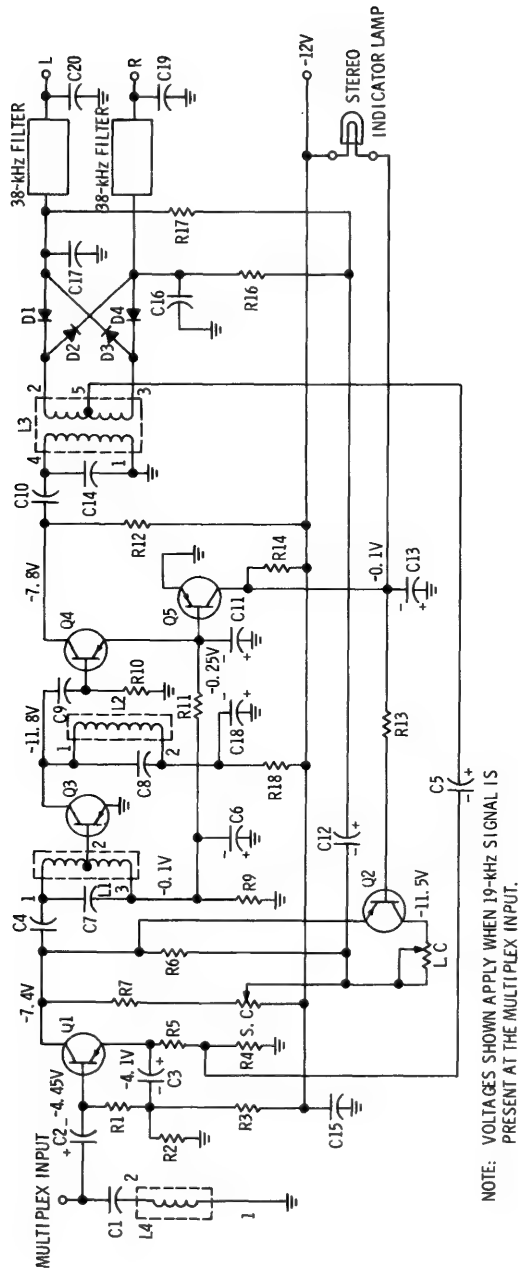 MULTIPLEX INPUT
C1
2
L4
1
+ C2 -
-4.45V
R1
R2
R3
C15
Q1
-4.1V
-
C3
+
R5
R4
-7.4V
R7
S.C.
R6
C4
1
L1
C7
3
2
-0.1V
-
C6
+
R9
Q3
-11.8V
1
L2
C8
2
R18
-
C18
+
C9
R10
Q4
R11
-0.25V
-
C11
+
-7.8V
Q5
R14
R12
C10
4
C14
1
L3
2
5
3
D1
D2
D3
D4
C17
C16
R16
R17
38-kHz FILTER
38-kHz FILTER
L
C20
R
C19
-12V
STEREO
INDICATOR LAMP
-0.1V
-
C13
+
R13
C12
-
+
Q2
-11.5V
L.C
C5
-
+
NOTE: VOLTAGES SHOWN APPLY WHEN 19-kHz SIGNAL IS
PRESENT AT THE MULTIPLEX INPUT.